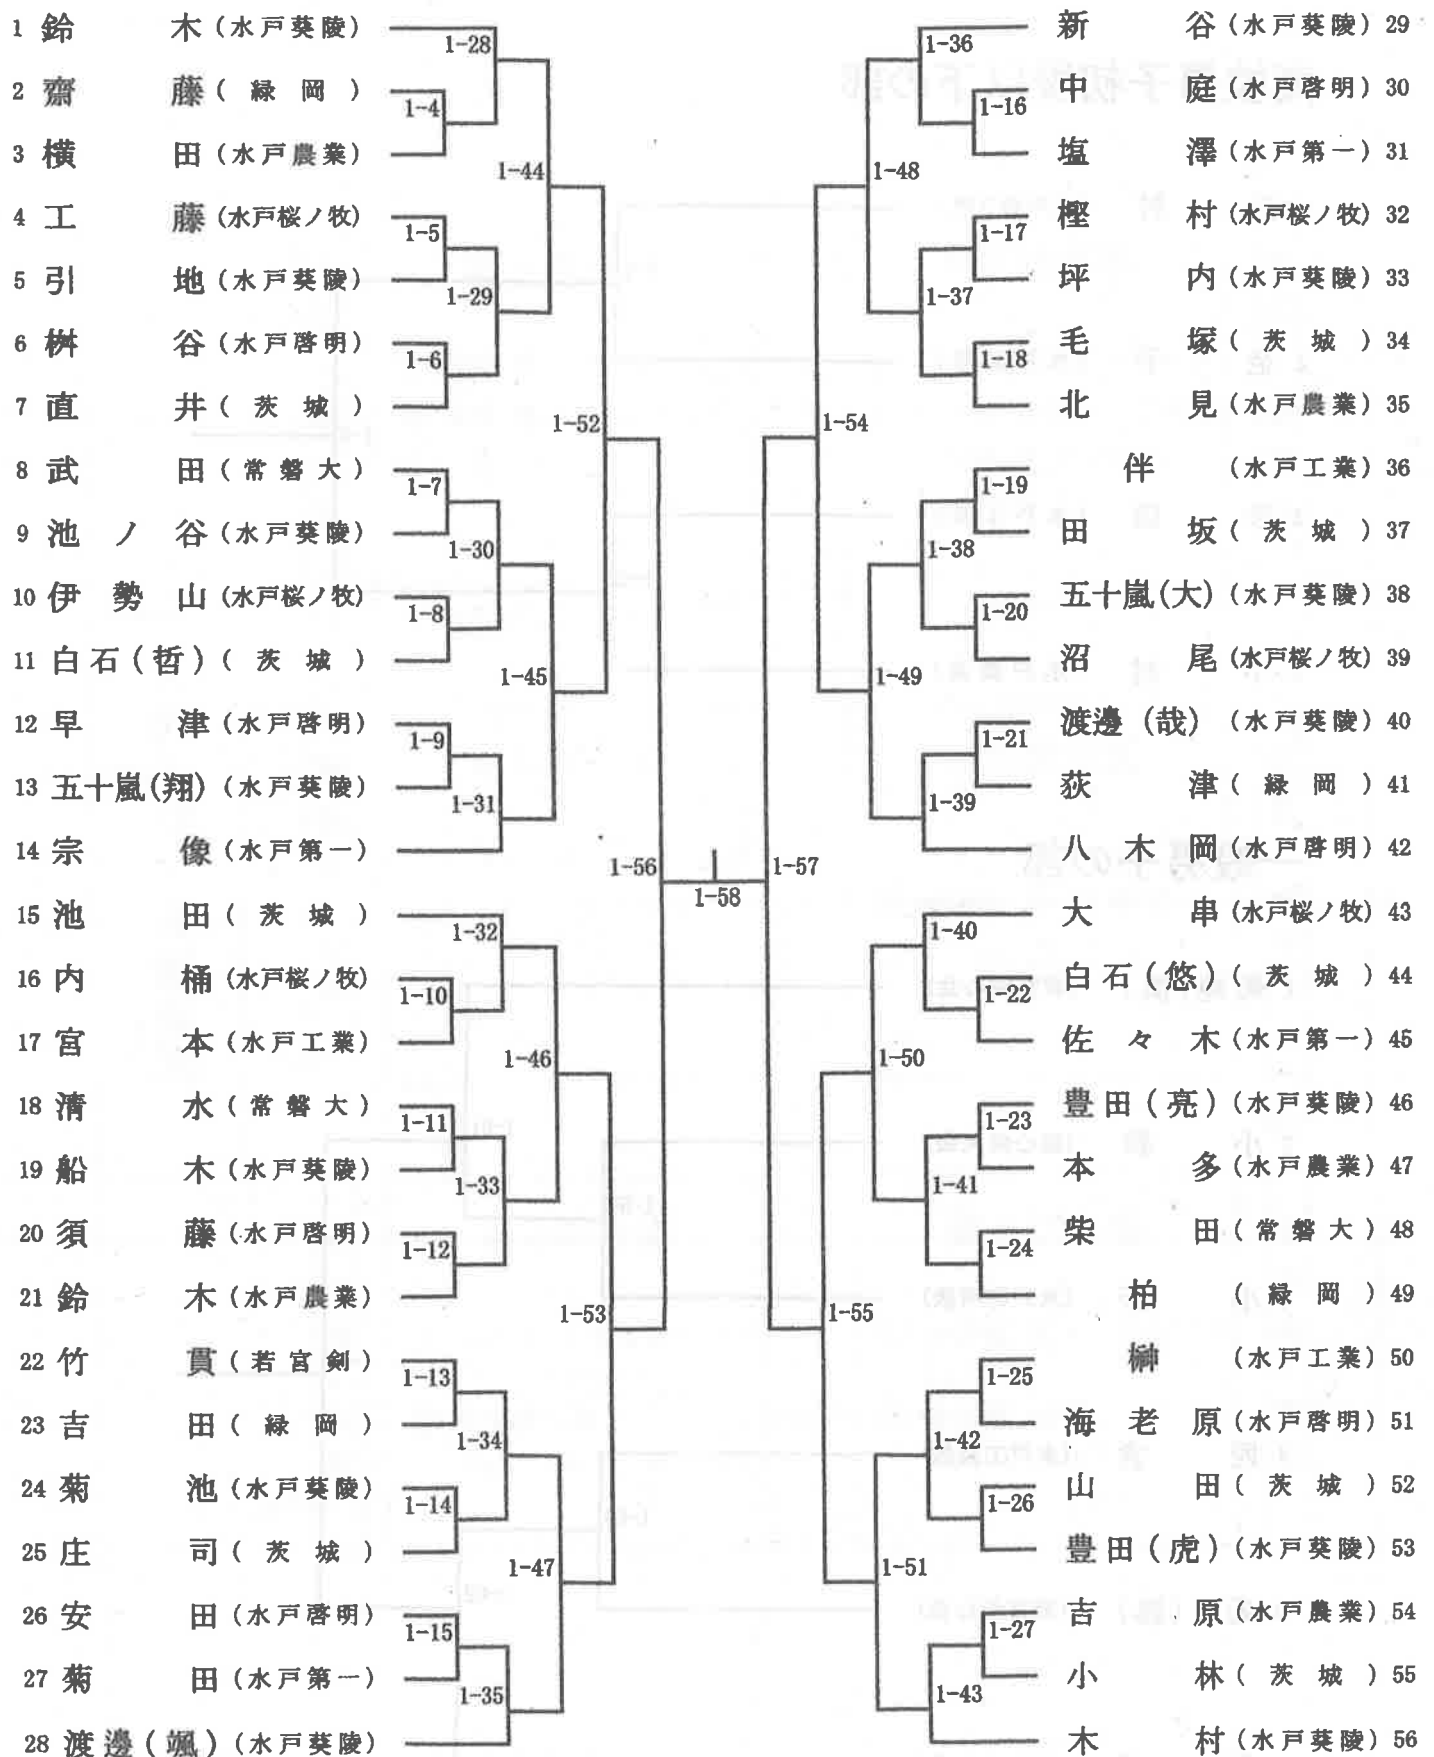 1 鈴木 (水戸葵陵)
2 齋藤 (緑岡)
1-4
3 横田 (水戸農業)
1-28
4 工藤 (水戸桜ノ牧)
1-5
5 引地 (水戸葵陵)
1-29
6 桝谷 (水戸啓明)
1-6
7 直井 (茨城)
1-44
8 武田 (常磐大)
1-7
9 池ノ谷 (水戸葵陵)
1-30
10 伊勢山 (水戸桜ノ牧)
1-8
11 白石(哲) (茨城)
1-45
12 早津 (水戸啓明)
1-9
13 五十嵐(翔) (水戸葵陵)
1-31
14 宗像 (水戸第一)
1-52
15 池田 (茨城)
1-32
16 内桶 (水戸桜ノ牧)
1-10
17 宮本 (水戸工業)
1-46
18 清水 (常磐大)
1-11
19 船木 (水戸葵陵)
1-33
20 須藤 (水戸啓明)
1-12
21 鈴木 (水戸農業)
1-53
22 竹貫 (若宮剣)
1-13
23 吉田 (緑岡)
1-34
24 菊池 (水戸葵陵)
1-14
25 庄司 (茨城)
1-47
26 安田 (水戸啓明)
1-15
27 菊田 (水戸第一)
1-35
28 渡邊(颯) (水戸葵陵)
1-56
1-58
1-57
新谷 (水戸葵陵) 29
1-36
中庭 (水戸啓明) 30
1-16
塩澤 (水戸第一) 31
1-48
樫村 (水戸桜ノ牧) 32
1-17
坪内 (水戸葵陵) 33
1-37
毛塚 (茨城) 34
1-18
北見 (水戸農業) 35
1-54
伴 (水戸工業) 36
1-19
田坂 (茨城) 37
1-38
五十嵐(大) (水戸葵陵) 38
1-20
沼尾 (水戸桜ノ牧) 39
1-49
渡邊(哉) (水戸葵陵) 40
1-21
荻津 (緑岡) 41
1-39
八木岡 (水戸啓明) 42
大串 (水戸桜ノ牧) 43
1-40
白石(悠) (茨城) 44
1-22
佐々木 (水戸第一) 45
1-50
豊田(亮) (水戸葵陵) 46
1-23
本多 (水戸農業) 47
1-41
柴田 (常磐大) 48
1-24
柏 (緑岡) 49
1-55
榊 (水戸工業) 50
1-25
海老原 (水戸啓明) 51
1-42
山田 (茨城) 52
1-26
豊田(虎) (水戸葵陵) 53
1-51
吉原 (水戸農業) 54
1-27
小林 (茨城) 55
1-43
木村 (水戸葵陵) 56